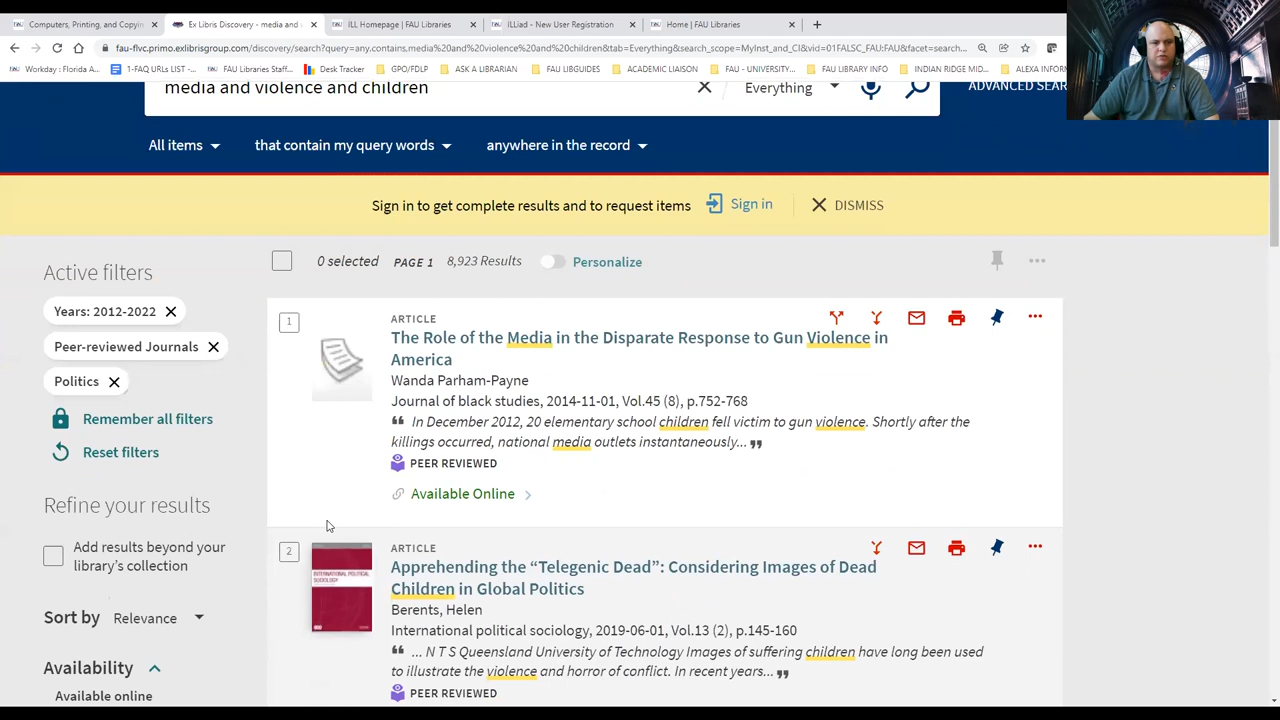 Computers, Printing, and Copyin
Ex Libris Discovery - media and v
ILL Homepage | FAU Libraries
ILLiad - New User Registration
Home | FAU Libraries
fau-flvc.primo.exlibrisgroup.com/discovery/search?query=any,contains,media%20and%20violence%20and%20children&tab=Everything&search_scope=MyInst_and_CI&vid=01FALSC_FAU:FAU&facet=search...
Workday : Florida A...
1-FAQ URLs LIST -...
FAU Libraries Staff...
Desk Tracker
GPO/FDLP
ASK A LIBRARIAN
FAU LIBGUIDES
ACADEMIC LIAISON
FAU - UNIVERSITY...
FAU LIBRARY INFO
INDIAN RIDGE MID...
ALEXA INFORM
media and violence and children
Everything
ADVANCED SEAR
All items
that contain my query words
anywhere in the record
Sign in to get complete results and to request items
Sign in
DISMISS
Active filters
Years: 2012-2022
Peer-reviewed Journals
Politics
Remember all filters
Reset filters
Refine your results
Add results beyond your
library's collection
Sort by Relevance
Availability
Available online
0 selected PAGE 1 8,923 Results Personalize
1
ARTICLE
The Role of the Media in the Disparate Response to Gun Violence in
America
Wanda Parham-Payne
Journal of black studies, 2014-11-01, Vol.45 (8), p.752-768
" In December 2012, 20 elementary school children fell victim to gun violence. Shortly after the
killings occurred, national media outlets instantaneously... "
PEER REVIEWED
Available Online
2
INTERNATIONAL POLITICAL
SOCIOLOGY
ARTICLE
Apprehending the “Telegenic Dead”: Considering Images of Dead
Children in Global Politics
Berents, Helen
International political sociology, 2019-06-01, Vol.13 (2), p.145-160
" ... N T S Queensland University of Technology Images of suffering children have long been used
to illustrate the violence and horror of conflict. In recent years... "
PEER REVIEWED